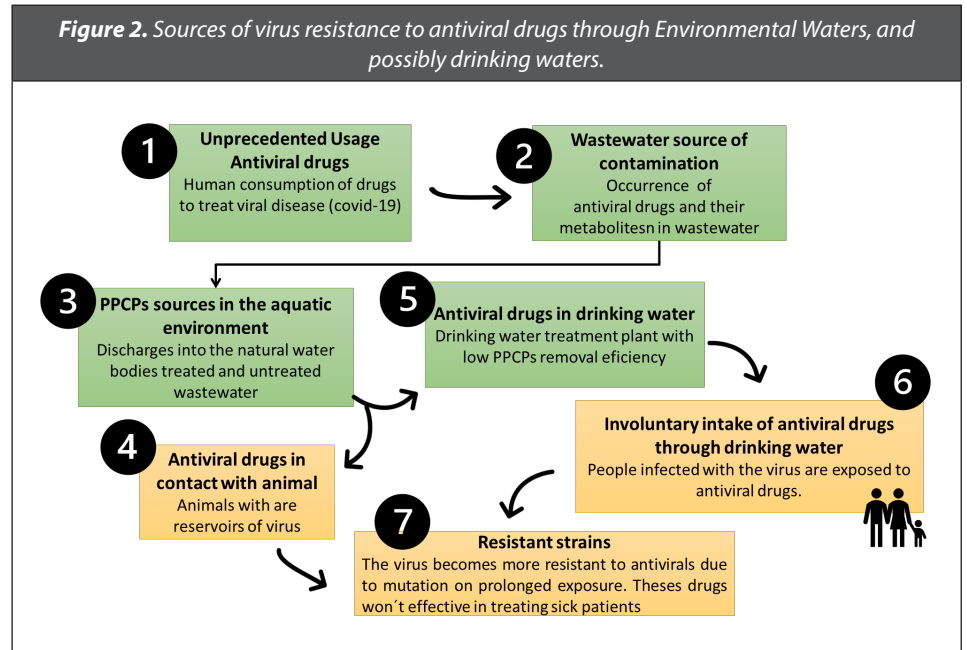 Figure 2. Sources of virus resistance to antiviral drugs through Environmental Waters, and
possibly drinking waters.
1
Unprecedented Usage
Antiviral drugs
Human consumption of drugs
to treat viral disease (covid-19)
2
Wastewater source of
contamination
Occurrence of
antiviral drugs and their
metabolitesn in wastewater
3
PPCPs sources in the aquatic
environment
Discharges into the natural water
bodies treated and untreated
wastewater
4
Antiviral drugs in
contact with animal
Animals with are
reservoirs of virus
5
Antiviral drugs in drinking water
Drinking water treatment plant with
low PPCPs removal eficiency
6
Involuntary intake of antiviral drugs
through drinking water
People infected with the virus are exposed to
antiviral drugs.
7
Resistant strains
The virus becomes more resistant to antivirals due
to mutation on prolonged exposure. Theses drugs
won´t effective in treating sick patients